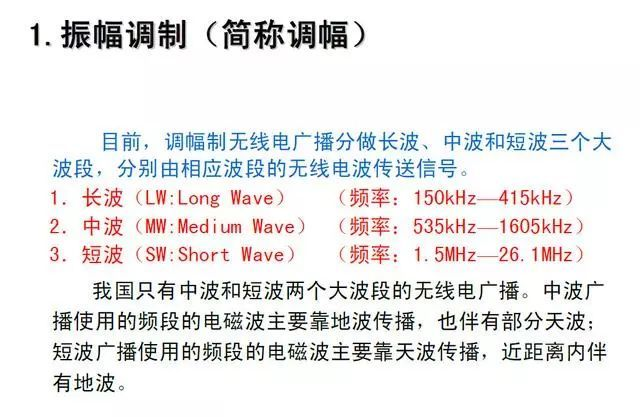 1.振幅调制（简称调幅）
目前，调幅制无线电广播分做长波、中波和短波三个大
波段，分别由相应波段的无线电波传送信号。
1．长波（LW:Long Wave）　（频率：150kHz—415kHz）
2．中波（MW:Medium Wave）　（频率：535kHz—1605kHz）
3．短波（SW:Short Wave）　（频率：1.5MHz—26.1MHz）
我国只有中波和短波两个大波段的无线电广播。中波广
播使用的频段的电磁波主要靠地波传播，也伴有部分天波；
短波广播使用的频段的电磁波主要靠天波传播，近距离内伴
有地波。